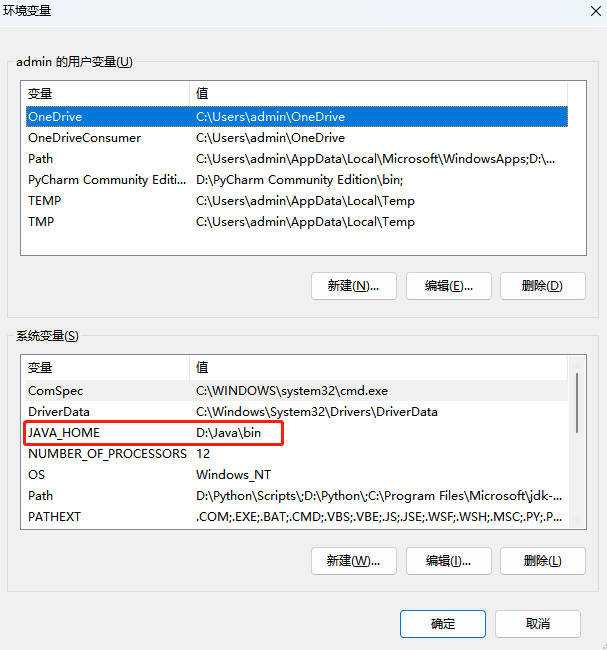 环境变量
admin 的用户变量(U)
变量 值
OneDrive C:\Users\admin\OneDrive
OneDriveConsumer C:\Users\admin\OneDrive
Path C:\Users\admin\AppData\Local\Microsoft\WindowsApps;D:\...
PyCharm Community Editi... D:\PyCharm Community Edition\bin;
TEMP C:\Users\admin\AppData\Local\Temp
TMP C:\Users\admin\AppData\Local\Temp
新建(N)... 编辑(E)... 删除(D)
系统变量(S)
变量 值
ComSpec C:\WINDOWS\system32\cmd.exe
DriverData C:\Windows\System32\Drivers\DriverData
JAVA_HOME D:\Java\bin
NUMBER_OF_PROCESSORS 12
OS Windows_NT
Path D:\Python\Scripts\;D:\Python\;C:\Program Files\Microsoft\jdk-...
PATHEXT .COM;.EXE;.BAT;.CMD;.VBS;.VBE;.JS;.JSE;.WSF;.WSH;.MSC;.PY;.P...
新建(W)... 编辑(I)... 删除(L)
确定 取消